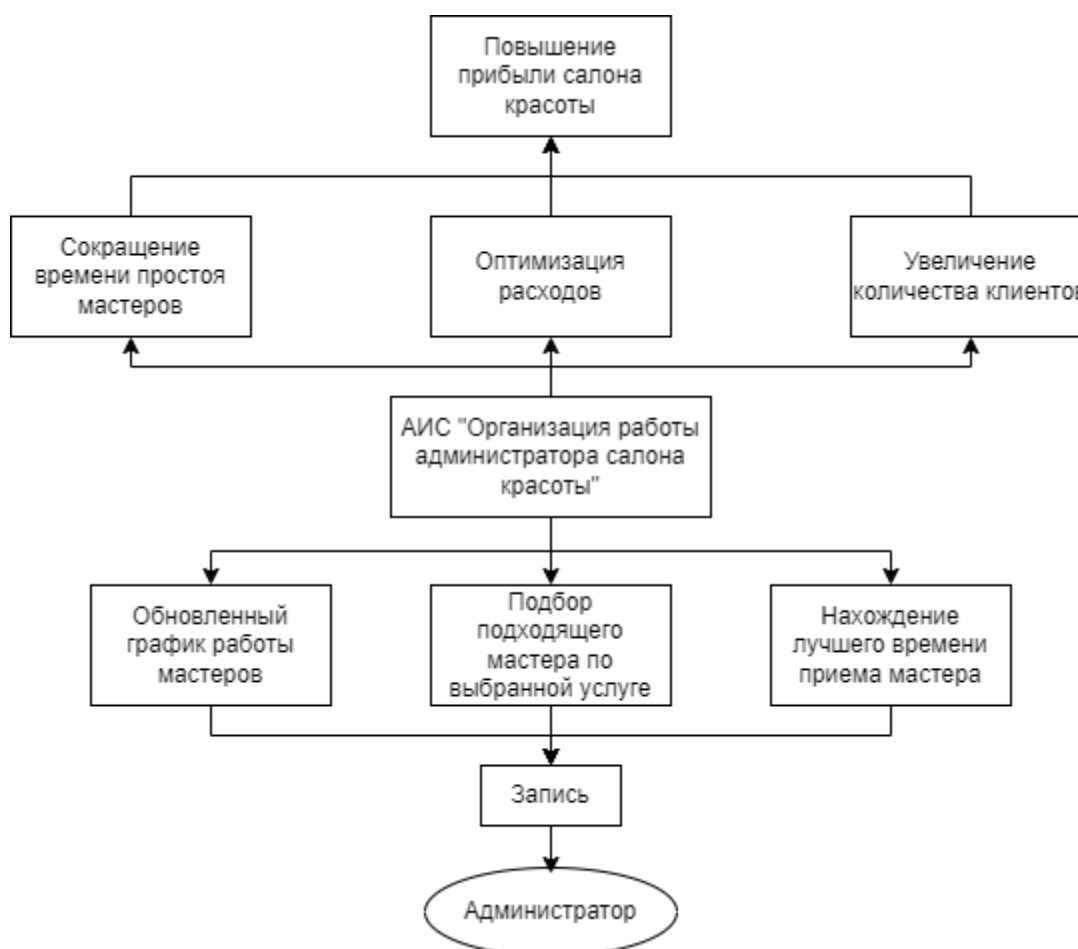 Повышение
прибыли салона
красоты
Сокращение
времени простоя
мастеров
Оптимизация
расходов
Увеличение
количества клиентов
АИС "Организация работы
администратора салона
красоты"
Обновленный
график работы
мастеров
Подбор
подходящего
мастера по
выбранной услуге
Нахождение
лучшего времени
приема мастера
Запись
Администратор